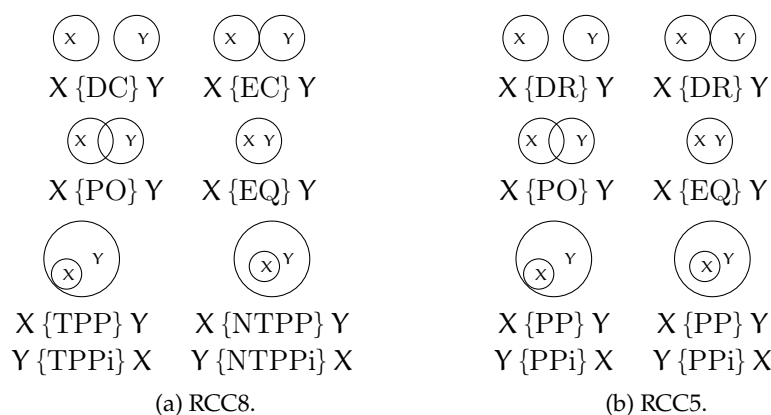 X Y X Y X Y X Y
X {DC} Y X {EC} Y X {DR} Y X {DR} Y
X Y X Y X Y X Y
X {PO} Y X {EQ} Y X {PO} Y X {EQ} Y
Y Y Y Y
X X X X
X {TPP} Y X {NTPP} Y X {PP} Y X {PP} Y
Y {TPPi} X Y {NTPPi} X Y {PPi} X Y {PPi} X
(a) RCC8. (b) RCC5.